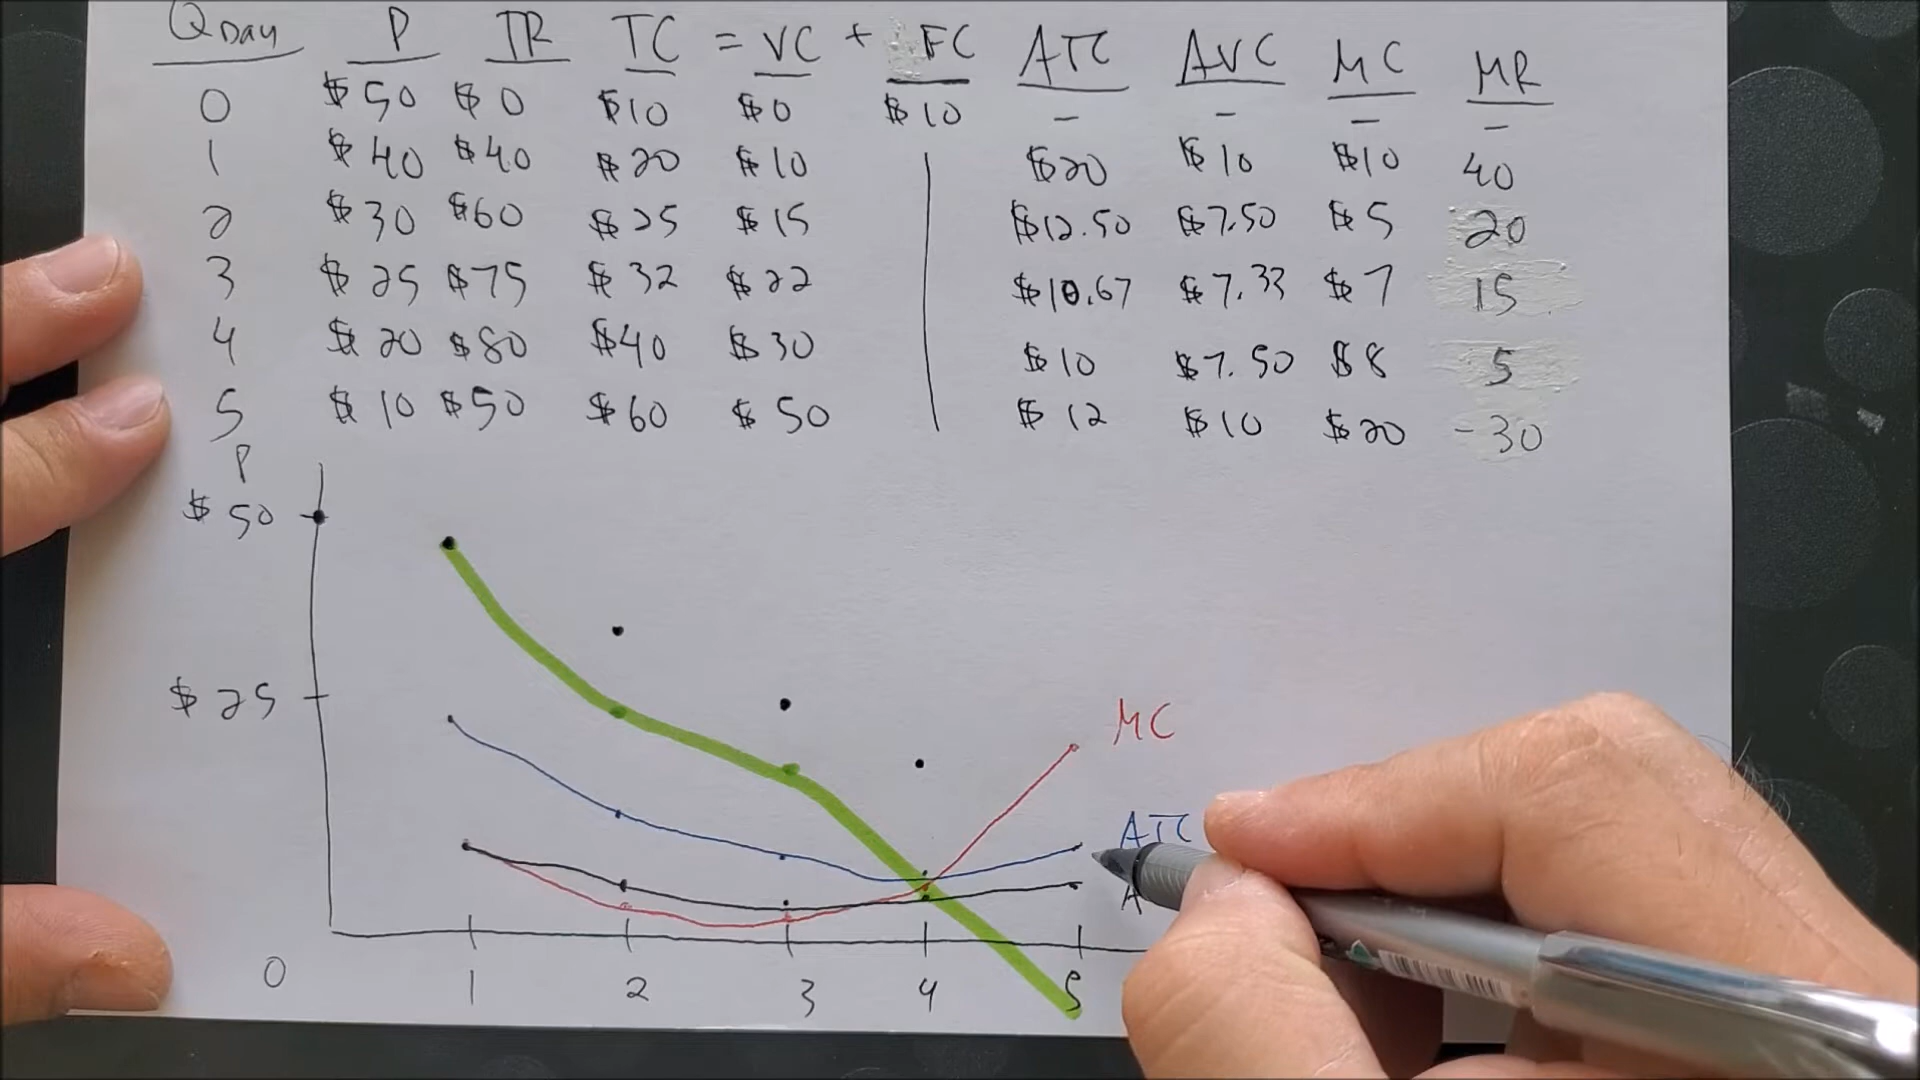 QDay P TR TC = VC + FC ATC AVC MC MR
0 $50 $0 $10 $0 $10 - - - -
1 $40 $40 $20 $10 $20 $10 $10 40
2 $30 $60 $25 $15 $12.50 $7.50 $5 20
3 $25 $75 $32 $22 $10.67 $7.33 $7 15
4 $20 $80 $40 $30 $10 $7.50 $8 5
5 $10 $50 $60 $50 $12 $10 $20 -30
P
$50
$25
MC
ATC
A
0 1 2 3 4 5